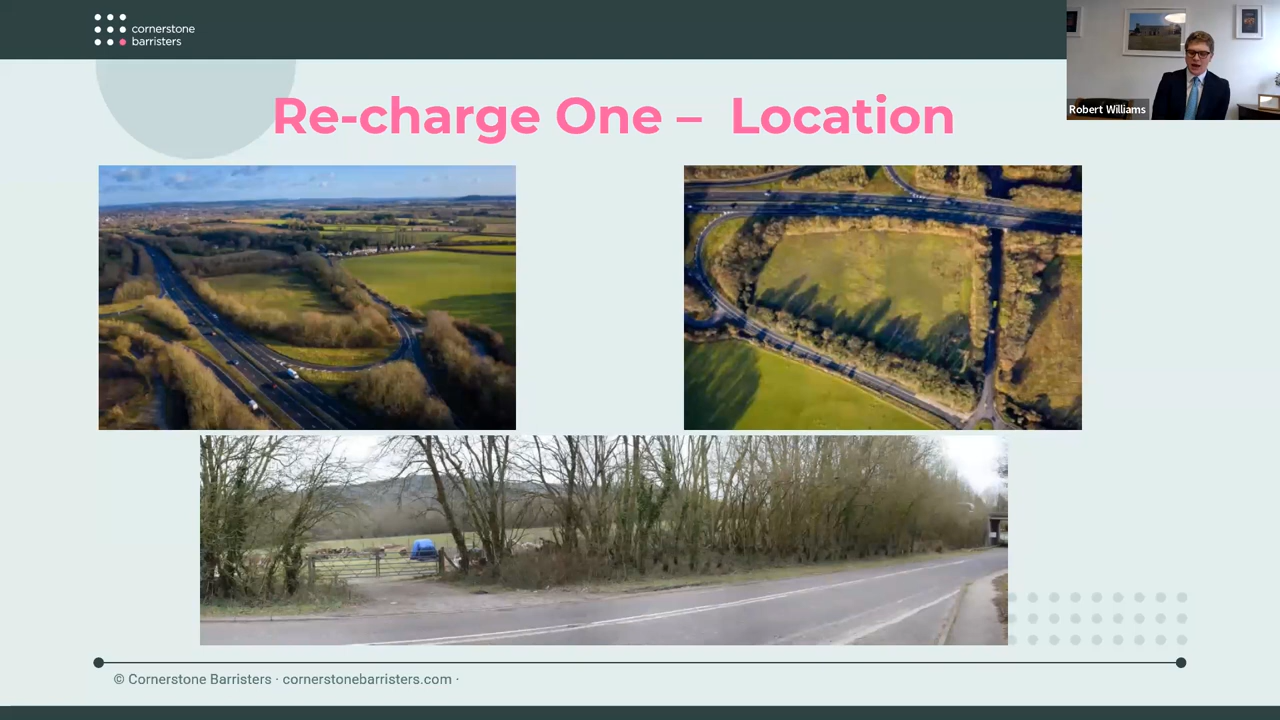 cornerstone
barristers
Robert Williams
Re-charge One – Location
© Cornerstone Barristers · cornerstonebarristers.com ·